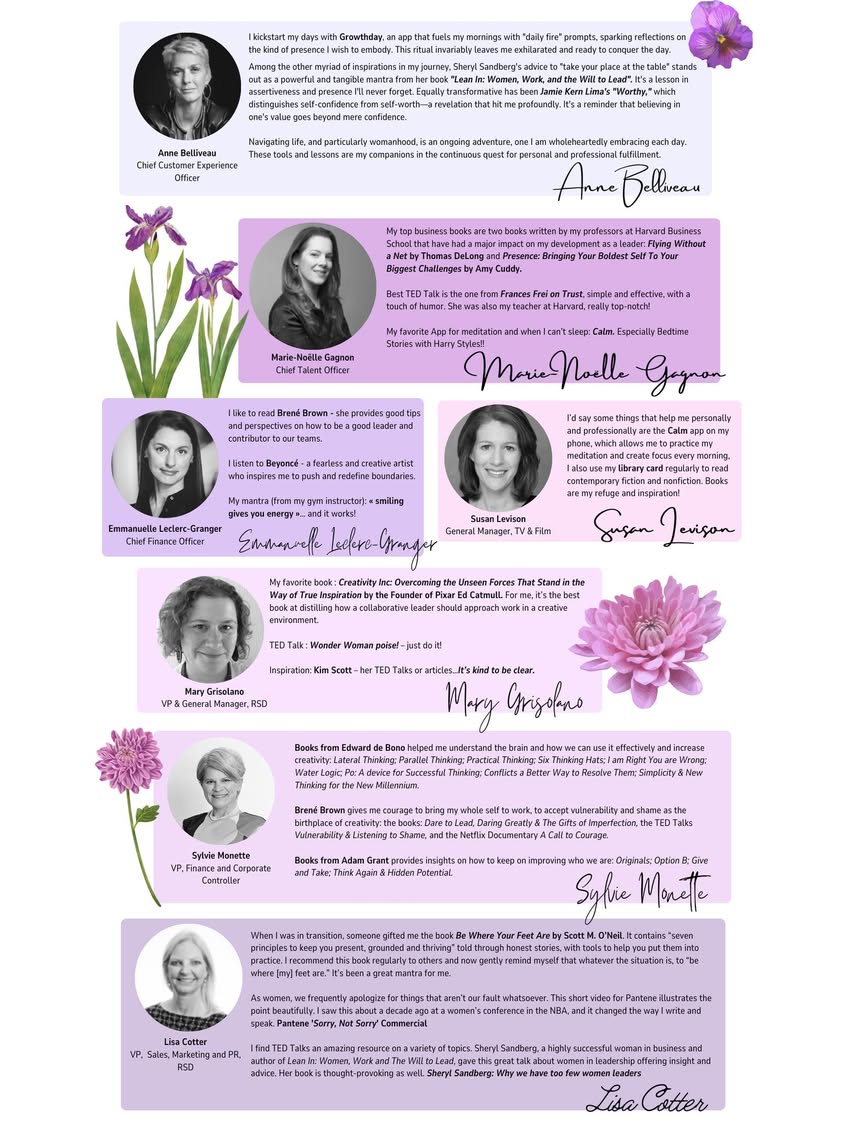 I kickstart my days with Growthday, an app that fuels my mornings with "daily fire" prompts, sparking reflections on
the kind of presence I wish to embody. This ritual invariably leaves me exhilarated and ready to conquer the day.
Among the other myriad of inspirations in my journey, Sheryl Sandberg's advice to "take your place at the table" stands
out as a powerful and tangible mantra from her book "Lean In: Women, Work, and the Will to Lead". It's a lesson in
assertiveness and presence I'll never forget. Equally transformative has been Jamie Kern Lima's "Worthy," which
distinguishes self-confidence from self-worth—a revelation that hit me profoundly. It's a reminder that believing in
one's value goes beyond mere confidence.
Navigating life, and particularly womanhood, is an ongoing adventure, one I am wholeheartedly embracing each day.
These tools and lessons are my companions in the continuous quest for personal and professional fulfillment.
Anne Belliveau
Chief Customer Experience
Officer
Anne Belliveau
My top business books are two books written by my professors at Harvard Business
School that have had a major impact on my development as a leader: Flying Without
a Net by Thomas DeLong and Presence: Bringing Your Boldest Self To Your
Biggest Challenges by Amy Cuddy.
Best TED Talk is the one from Frances Frei on Trust, simple and effective, with a
touch of humor. She was also my teacher at Harvard, really top-notch!
My favorite App for meditation and when I can't sleep: Calm. Especially Bedtime
Stories with Harry Styles!!
Marie-Noëlle Gagnon
Chief Talent Officer
Marie-Noëlle Gagnon
I like to read Brené Brown - she provides good tips
and perspectives on how to be a good leader and
contributor to our teams.
I listen to Beyoncé - a fearless and creative artist
who inspires me to push and redefine boundaries.
My mantra (from my gym instructor): « smiling
gives you energy »... and it works!
Emmanuelle Leclerc-Granger
Chief Finance Officer
Emmanuelle Leclerc-Granger
I'd say some things that help me personally
and professionally are the Calm app on my
phone, which allows me to practice my
meditation and create focus every morning,
I also use my library card regularly to read
contemporary fiction and nonfiction. Books
are my refuge and inspiration!
Susan Levison
General Manager, TV & Film
Susan Levison
My favorite book : Creativity Inc: Overcoming the Unseen Forces That Stand in the
Way of True Inspiration by the Founder of Pixar Ed Catmull. For me, it's the best
book at distilling how a collaborative leader should approach work in a creative
environment.
TED Talk : Wonder Woman poise! – just do it!
Inspiration: Kim Scott – her TED Talks or articles...It's kind to be clear.
Mary Grisolano
VP & General Manager, RSD
Mary Grisolano
Books from Edward de Bono helped me understand the brain and how we can use it effectively and increase
creativity: Lateral Thinking; Parallel Thinking; Practical Thinking; Six Thinking Hats; I am Right You are Wrong;
Water Logic; Po: A device for Successful Thinking; Conflicts a Better Way to Resolve Them; Simplicity & New
Thinking for the New Millennium.
Brené Brown gives me courage to bring my whole self to work, to accept vulnerability and shame as the
birthplace of creativity: the books: Dare to Lead, Daring Greatly & The Gifts of Imperfection, the TED Talks
Vulnerability & Listening to Shame, and the Netflix Documentary A Call to Courage.
Books from Adam Grant provides insights on how to keep on improving who we are: Originals; Option B; Give
and Take; Think Again & Hidden Potential.
Sylvie Monette
VP, Finance and Corporate
Controller
Sylvie Monette
When I was in transition, someone gifted me the book Be Where Your Feet Are by Scott M. O'Neil. It contains "seven
principles to keep you present, grounded and thriving" told through honest stories, with tools to help you put them into
practice. I recommend this book regularly to others and now gently remind myself that whatever the situation is, to "be
where [my] feet are." It's been a great mantra for me.
As women, we frequently apologize for things that aren't our fault whatsoever. This short video for Pantene illustrates the
point beautifully. I saw this about a decade ago at a women's conference in the NBA, and it changed the way I write and
speak. Pantene 'Sorry, Not Sorry' Commercial
I find TED Talks an amazing resource on a variety of topics. Sheryl Sandberg, a highly successful woman in business and
author of Lean In: Women, Work and The Will to Lead, gave this great talk about women in leadership offering insight and
advice. Her book is thought-provoking as well. Sheryl Sandberg: Why we have too few women leaders
Lisa Cotter
VP, Sales, Marketing and PR,
RSD
Lisa Cotter